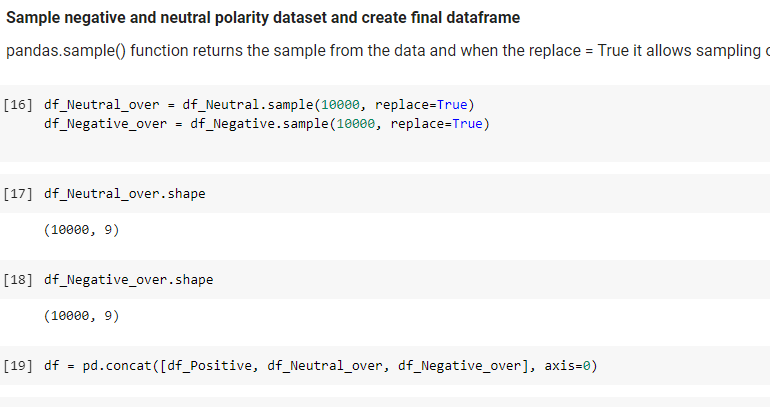 Sample negative and neutral polarity dataset and create final dataframe
pandas.sample() function returns the sample from the data and when the replace = True it allows sampling
[16] df_Neutral_over = df_Neutral.sample(10000, replace=True)
df_Negative_over = df_Negative.sample(10000, replace=True)
[17] df_Neutral_over.shape
(10000, 9)
[18] df_Negative_over.shape
(10000, 9)
[19] df = pd.concat([df_Positive, df_Neutral_over, df_Negative_over], axis=0)